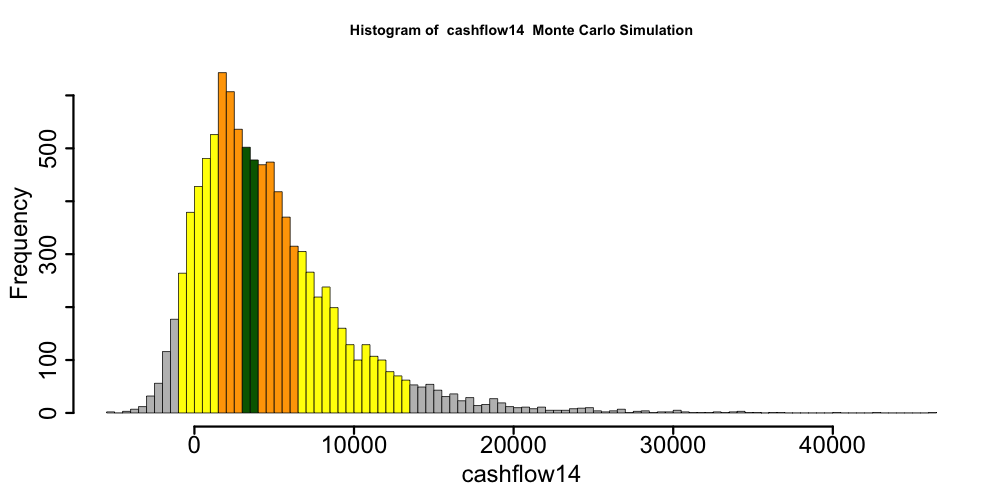 Histogram of  cashflow14  Monte Carlo Simulation
Frequency
500
300
100
0
0 10000 20000 30000 40000
cashflow14